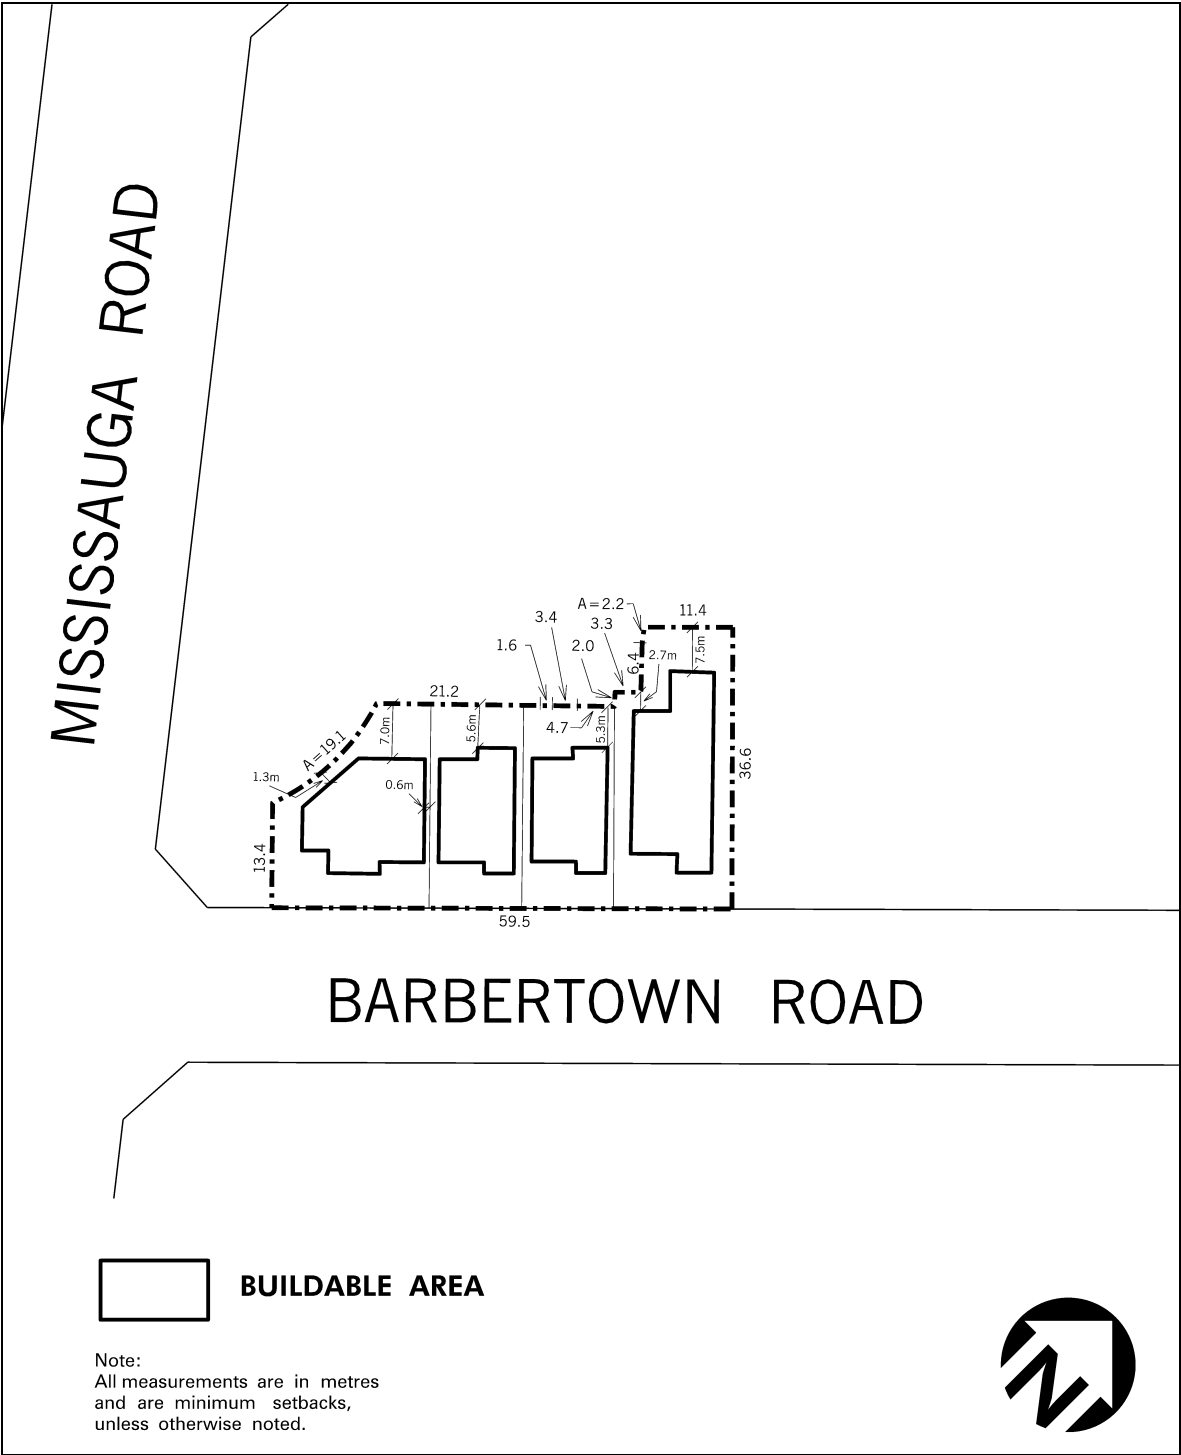 MISSISSAUGA ROAD
A=2.2
11.4
3.4
3.3
1.6
2.0
6.4
2.7m
7.5m
21.2
4.7
7.0m
5.6m
5.3m
A=19.1
1.3m
0.6m
36.6
13.4
59.5
BARBERTOWN ROAD
BUILDABLE AREA
Note:
All measurements are in metres
and are minimum setbacks,
unless otherwise noted.
N